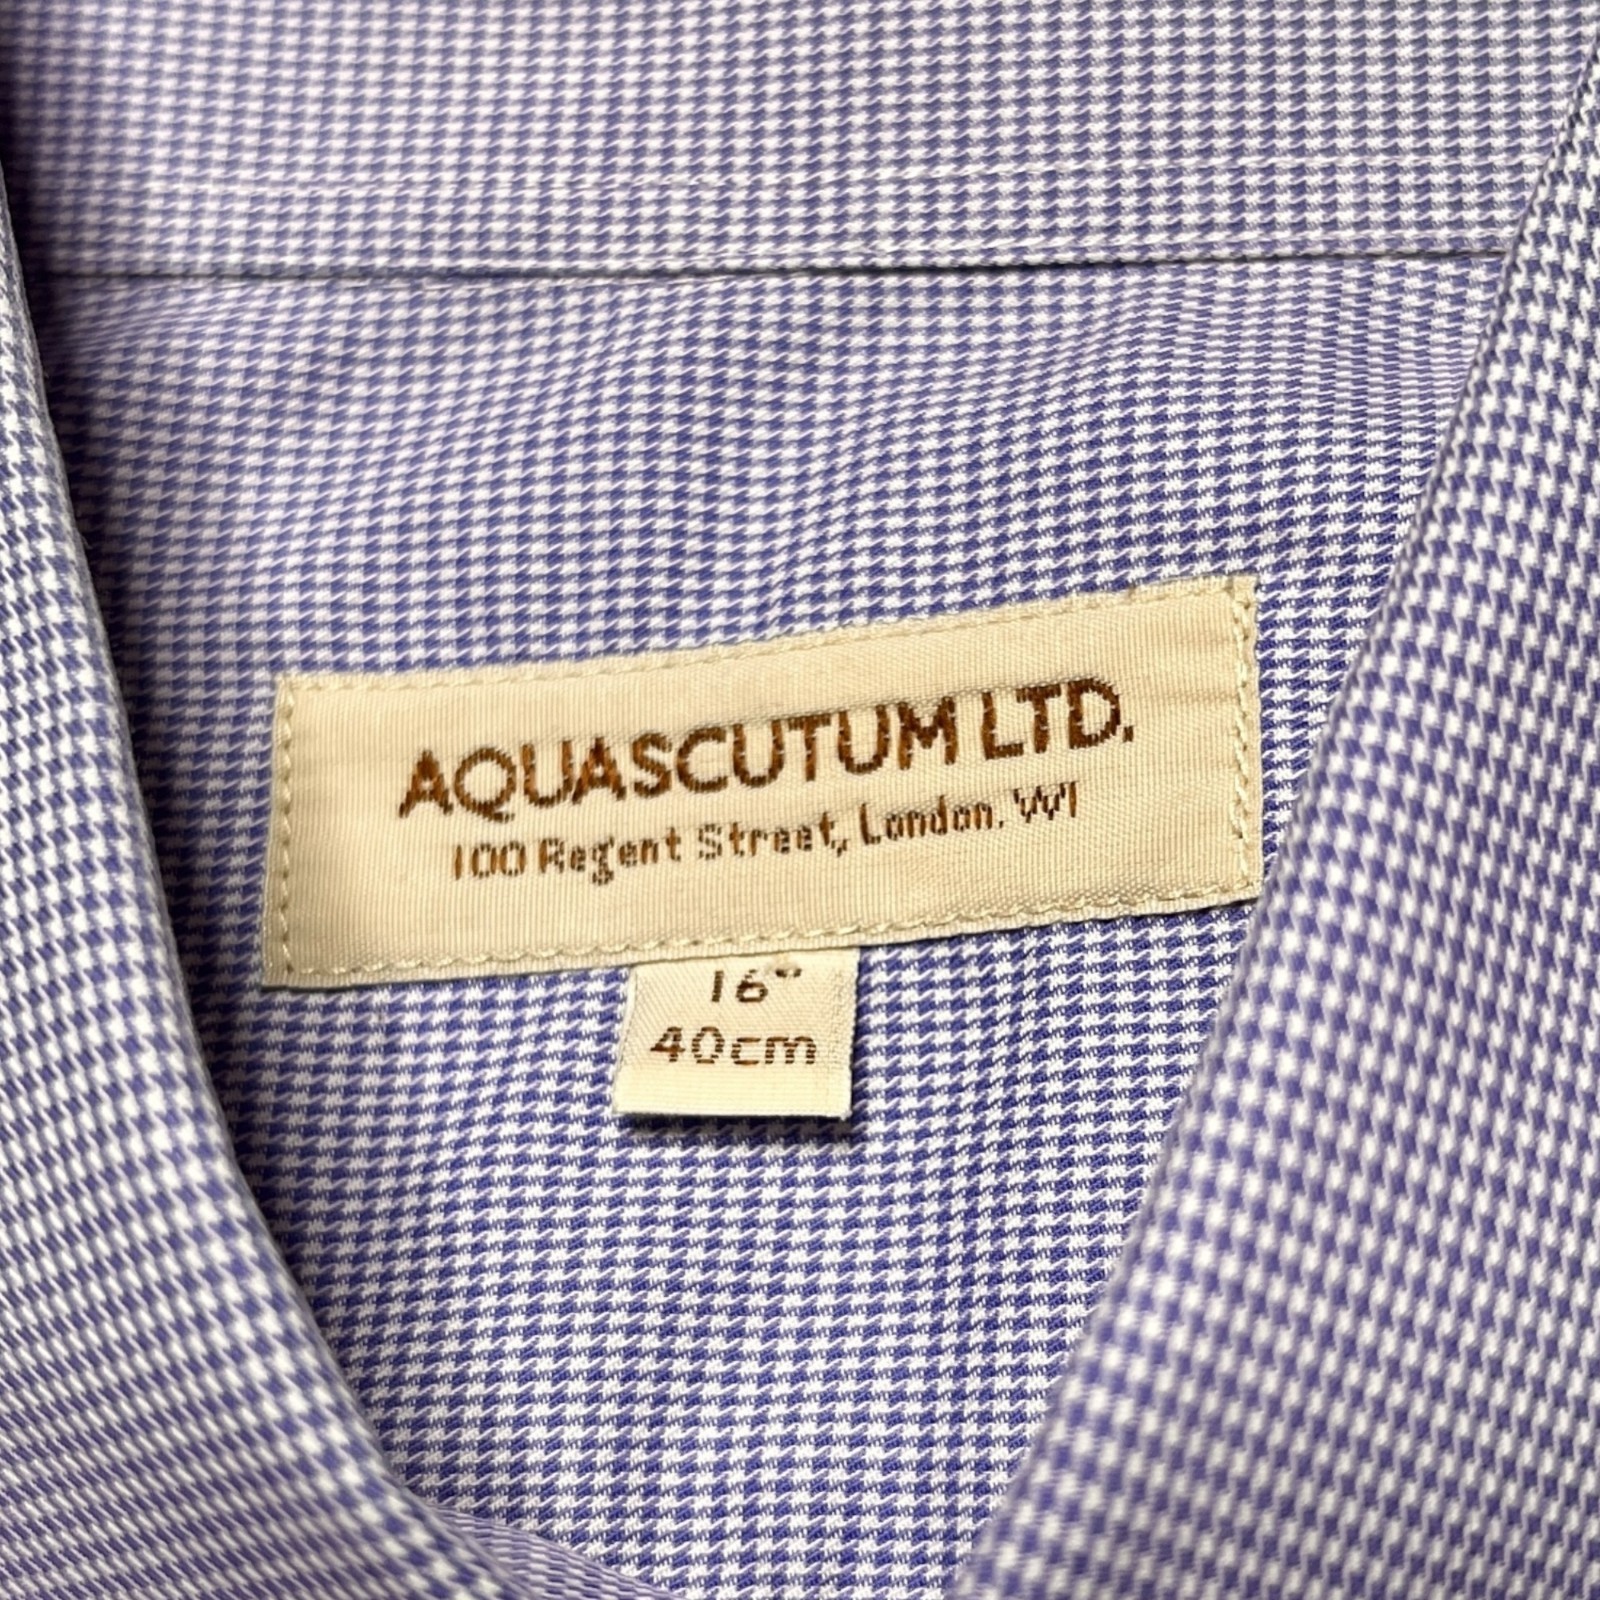 AQUASCUTUM LTD.
100 Regent Street, London. W1
16"
40cm